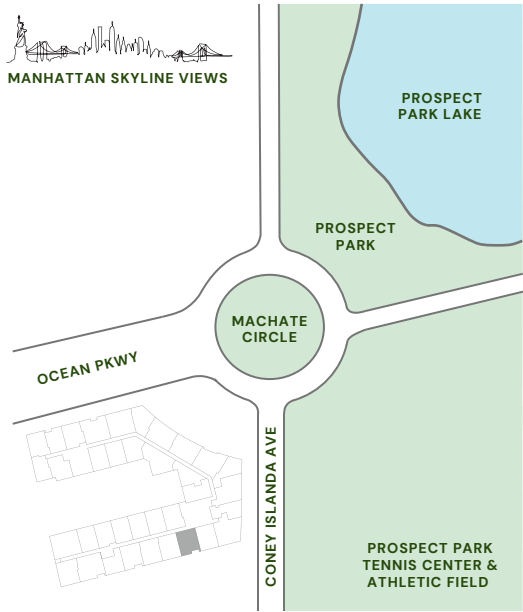 MANHATTAN SKYLINE VIEWS
PROSPECT
PARK LAKE
PROSPECT
PARK
MACHATE
CIRCLE
OCEAN PKWY
CONEY ISLANDA AVE
PROSPECT PARK
TENNIS CENTER &
ATHLETIC FIELD